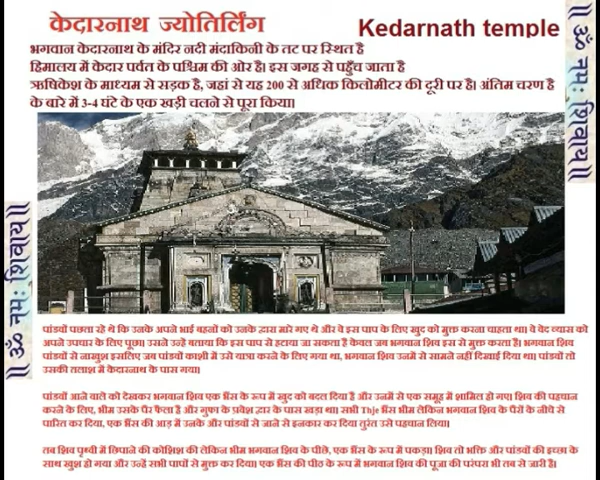 केदारनाथ ज्योतिर्लिंग
Kedarnath temple
भगवान केदारनाथ के मंदिर नदी मंदाकिनी के तट पर स्थित है
हिमालय में केदार पर्वत के पश्चिम की ओर है। इस जगह से पहुँच जाता है
ऋषिकेश के माध्यम से सड़क है, जहां से यह 200 से अधिक किलोमीटर की दूरी पर है। अंतिम चरण है
के बारे में 3-4 घंटे के एक खड़ी चलने से पूरा किया।
॥ ॐ नमः शिवाय॥
॥ ॐ नमः शिवाय॥
पांडवों पछता रहे थे कि उनके अपने भाई बहनों को उनके द्वारा मारे गए थे और वे इस पाप के लिए खुद को मुक्त करना चाहता था। वे वेद व्यास को
अपने उपचार के लिए पूछा। उसने उन्हें बताया कि इस पाप से हटाया जा सकता है केवल जब भगवान शिव इस से मुक्त करता है। भगवान शिव
पांडवों से नाखुश इसलिए जब पांडवों काशी में उसे यात्रा करने के लिए गया था, भगवान शिव उनमें से सामने नहीं दिखाई दिया था। पांडवों तो
उसकी तलाश में केदारनाथ के पास गया।
पांडवों आने वाले को देखकर भगवान शिव एक भैंस के रूप में खुद को बदल दिया है और उनमें से एक समूह में शामिल हो गए। शिव की पहचान
करने के लिए, भीम उसके पैर फैला है और गुफा के प्रवेश द्वार के पास खड़ा था। सभी Thje भैंस भीम लेकिन भगवान शिव के पैरों के नीचे से
पारित कर दिया, एक भैंस की आड़ में उनके और पांडवों से जाने से इनकार कर दिया तुरंत उसे पहचान लिया।
तब शिव पृथ्वी में छिपाने की कोशिश की लेकिन भीम भगवान शिव के पीछे, एक भैंस के रूप में पकड़ा। शिव तो भक्ति और पांडवों की इच्छा के
साथ खुश हो गया और उन्हें सभी पापों से मुक्त कर दिया। एक भैंस की पीठ के रूप में भगवान शिव की पूजा की परंपरा भी तब से जारी है।